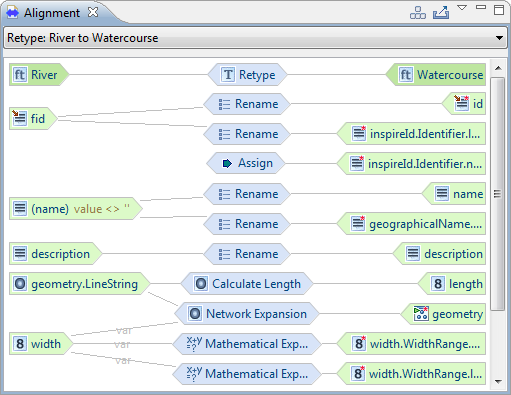 Alignment
Retype: River to Watercourse
ft River T Retype ft Watercourse
fid Rename id
Rename inspireId.Identifier.l...
Assign inspireId.Identifier.n...
(name) value <> '' Rename name
Rename geographicalName....
description Rename description
geometry.LineString Calculate Length 8 length
Network Expansion geometry
var
8 width var x+y =? Mathematical Exp... 8 width.WidthRange....
var
x+y =? Mathematical Exp... 8 width.WidthRange.l...